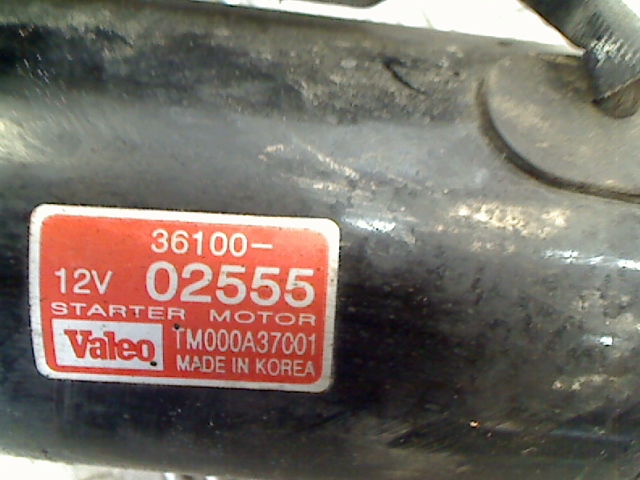 36100-
12V 02555
STARTER MOTOR
Valeo TM000A37001
MADE IN KOREA